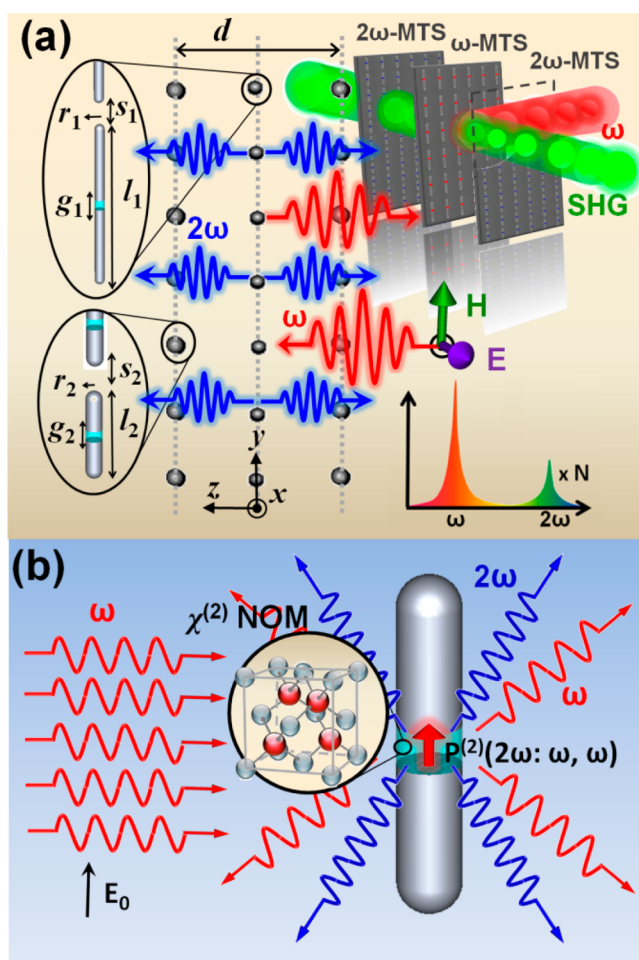 (a)
d
2ω-MTS
ω-MTS
2ω-MTS
r₁
s₁
l₁
g₁
2ω
ω
SHG
ω
H
E
r₂
s₂
l₂
g₂
y
z
x
x N
ω
2ω
(b)
ω
χ⁽²⁾ NOM
2ω
ω
P⁽²⁾(2ω: ω, ω)
E₀